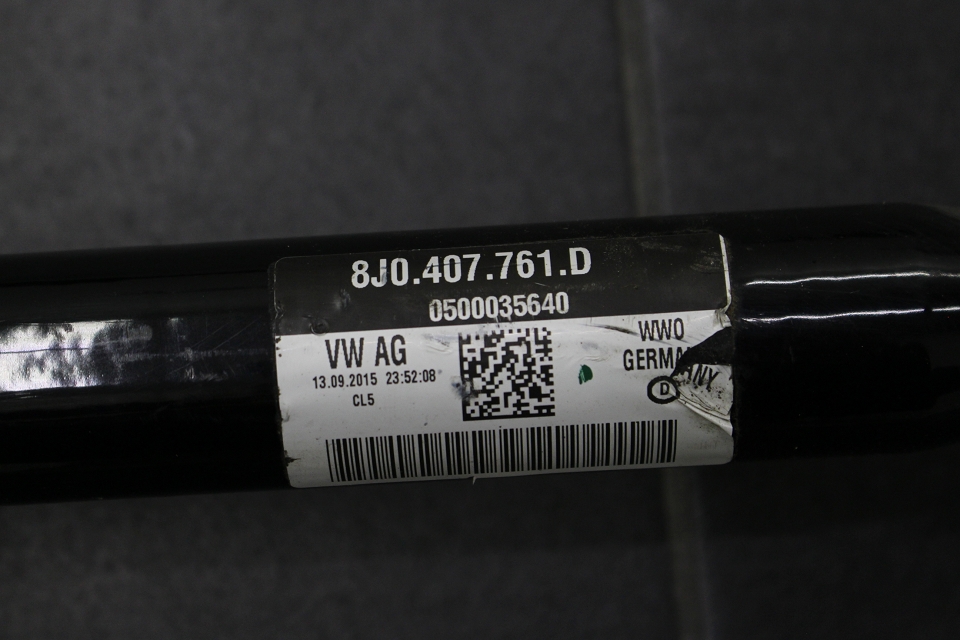 8J0.407.761.D
0500035640
VW AG
13.09.2015 23:52:08
CL5
WWO
GERMANY
D